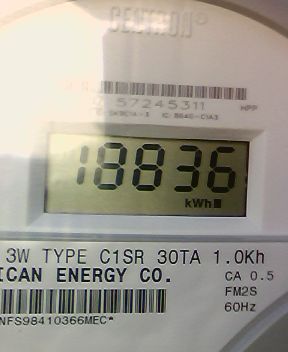 CENTRON®
57245311 HPP
18836
kWh
3W TYPE C1SR 30TA 1.0Kh
ICAN ENERGY CO. CA 0.5
FM2S
60Hz
NFS98410366MEC*